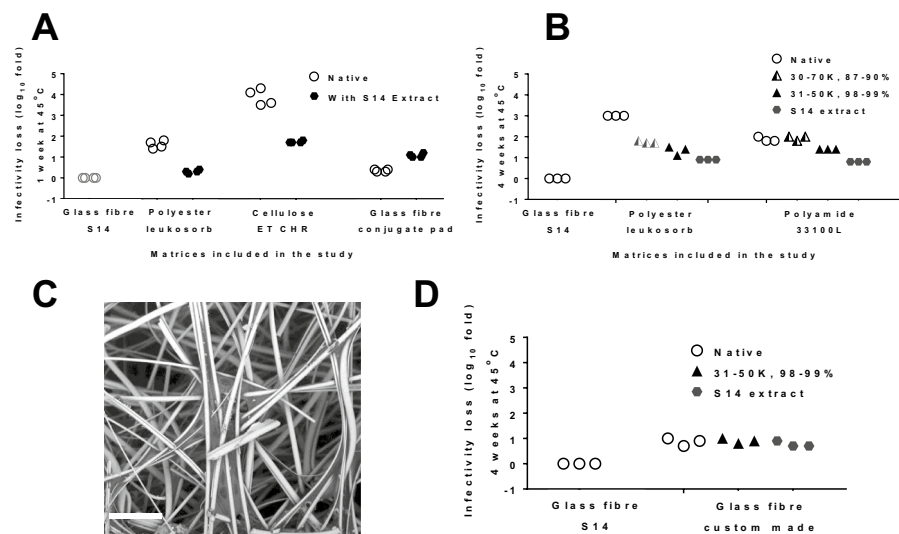 A
Infectivity loss (log10 fold)
1 weeks at 45°C
5
4
3
2
1
0
-1
Native
With S14 Extract
Glass fibre
S14
Polyester
leukosorb
Cellulose
ET CHR
Glass fibre
conjugate pad
Matrices included in the study
B
Infectivity loss (log10 fold)
4 weeks at 45°C
5
4
3
2
1
0
-1
Native
30-70K, 87-90%
31-50K, 98-99%
S14 extract
Glass fibre
S14
Polyester
leukosorb
Polyamide
33100L
Matrices included in the study
C
D
Infectivity loss (log10 fold)
4 weeks at 45°C
5
4
3
2
1
0
-1
Native
31-50K, 98-99%
S14 extract
Glass fibre
S14
Glass fibre
custom made